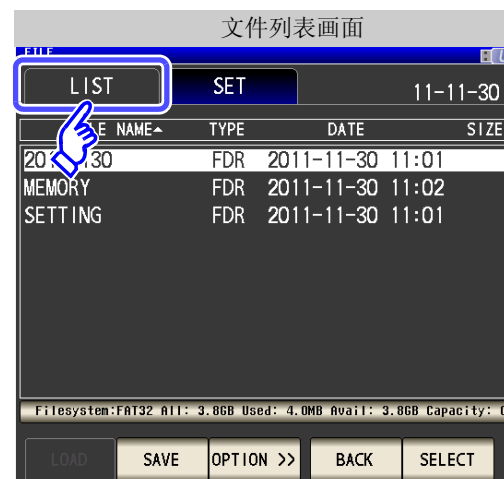 文件列表画面
FILE
LIST SET 11-11-30
NAME▲ TYPE DATE SIZE
FDR 2011-11-30 11:01
MEMORY FDR 2011-11-30 11:02
SETTING FDR 2011-11-30 11:01
Filesystem:FAT32 All: 3.8GB Used: 4.0MB Avail: 3.8GB Capacity:
LOAD SAVE OPTION >> BACK SELECT